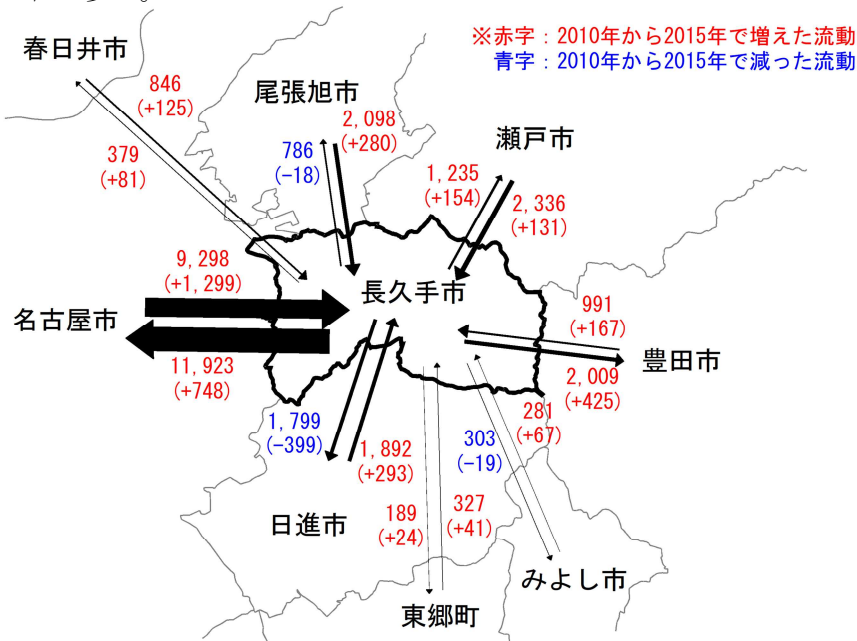 ※赤字：2010年から2015年で増えた流動
青字：2010年から2015年で減った流動
春日井市
846
(+125)
379
(+81)
尾張旭市
2,098
(+280)
786
(-18)
瀬戸市
1,235
(+154)
2,336
(+131)
9,298
(+1,299)
名古屋市
長久手市
11,923
(+748)
991
(+167)
豊田市
2,009
(+425)
1,799
(-399)
1,892
(+293)
日進市
189
(+24)
327
(+41)
東郷町
303
(-19)
281
(+67)
みよし市